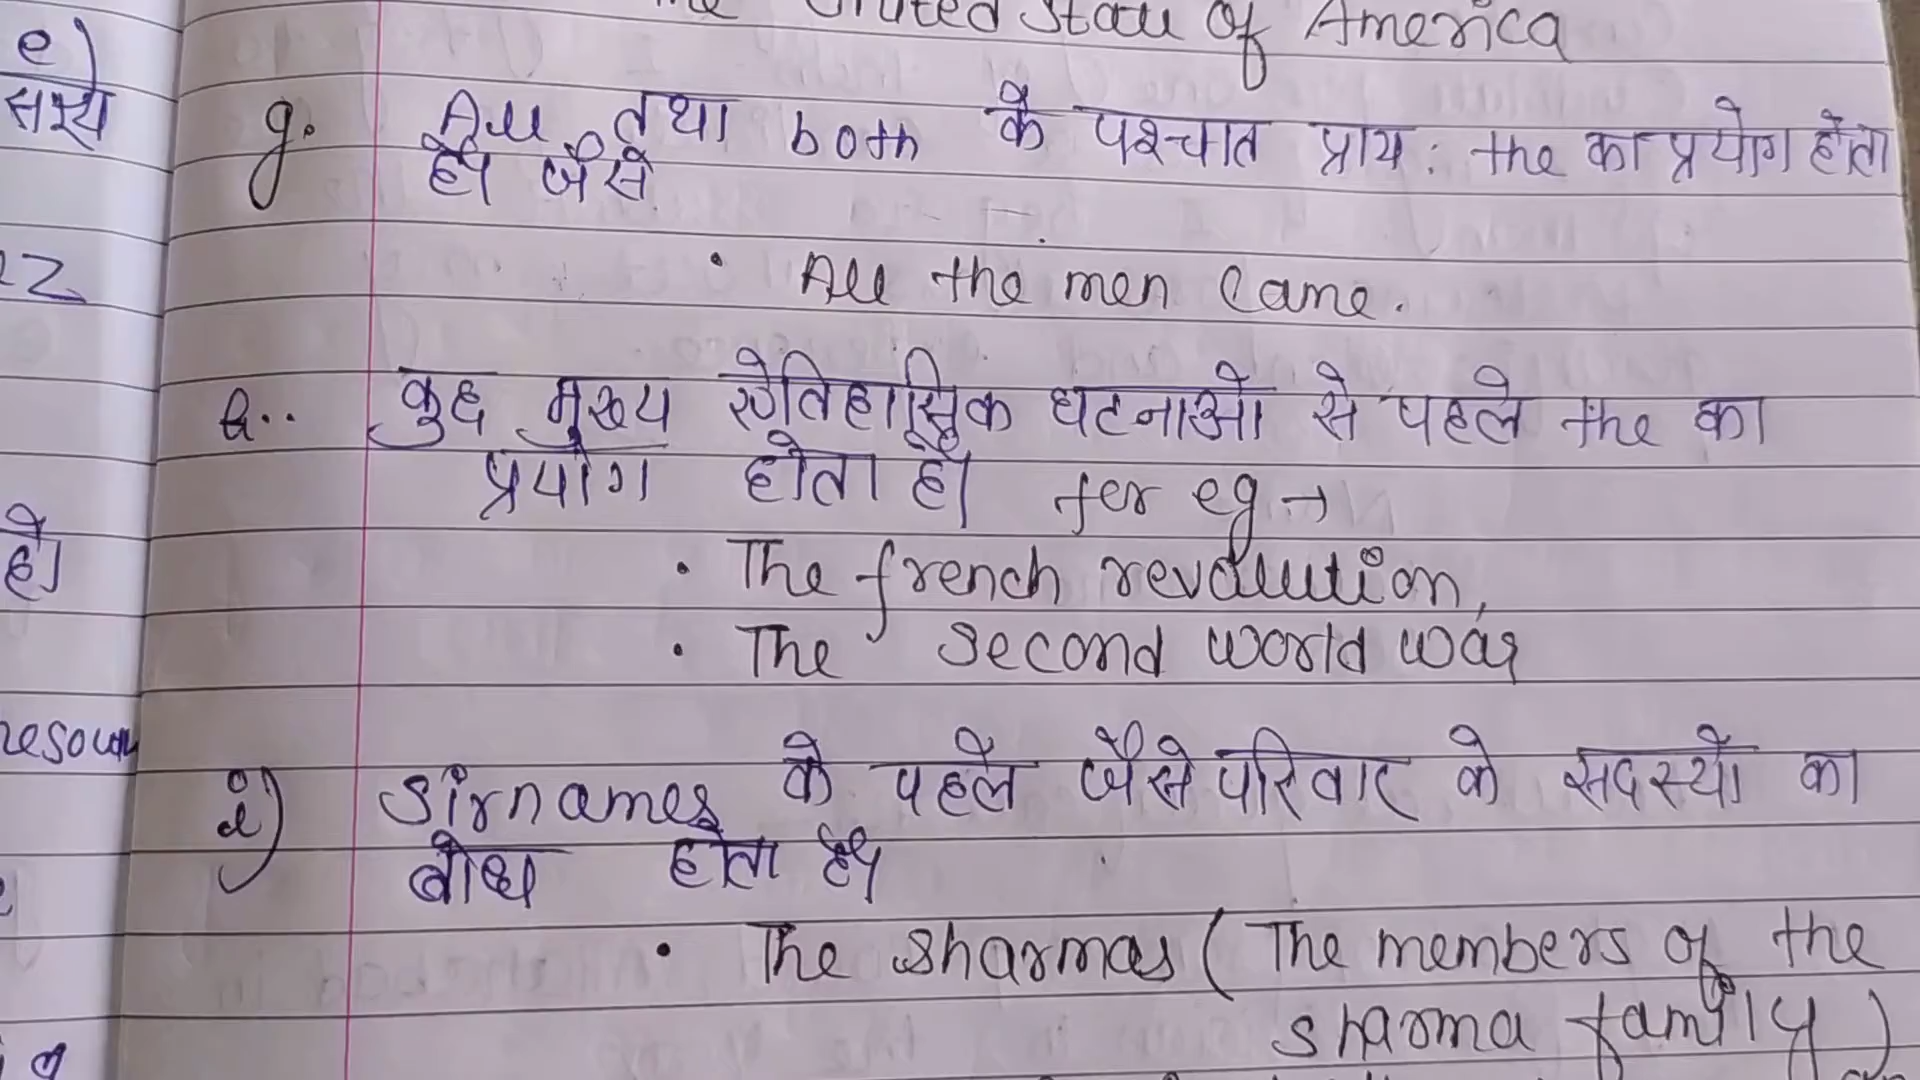 United State of America
g. All तथा both के पश्चात प्राय: the का प्रयोग होता
है। जैसे
• All the men came.
h.. कुछ मुख्य ऐतिहासिक घटनाओ से पहले the का
प्रयोग होता है। for eg →
• The french revolution,
• The second world war
i) Sirnames के पहले जैसे परिवार के सदस्यो का
बोध होता है।
• The sharmas ( The members of the
sharma family )
e)
है।